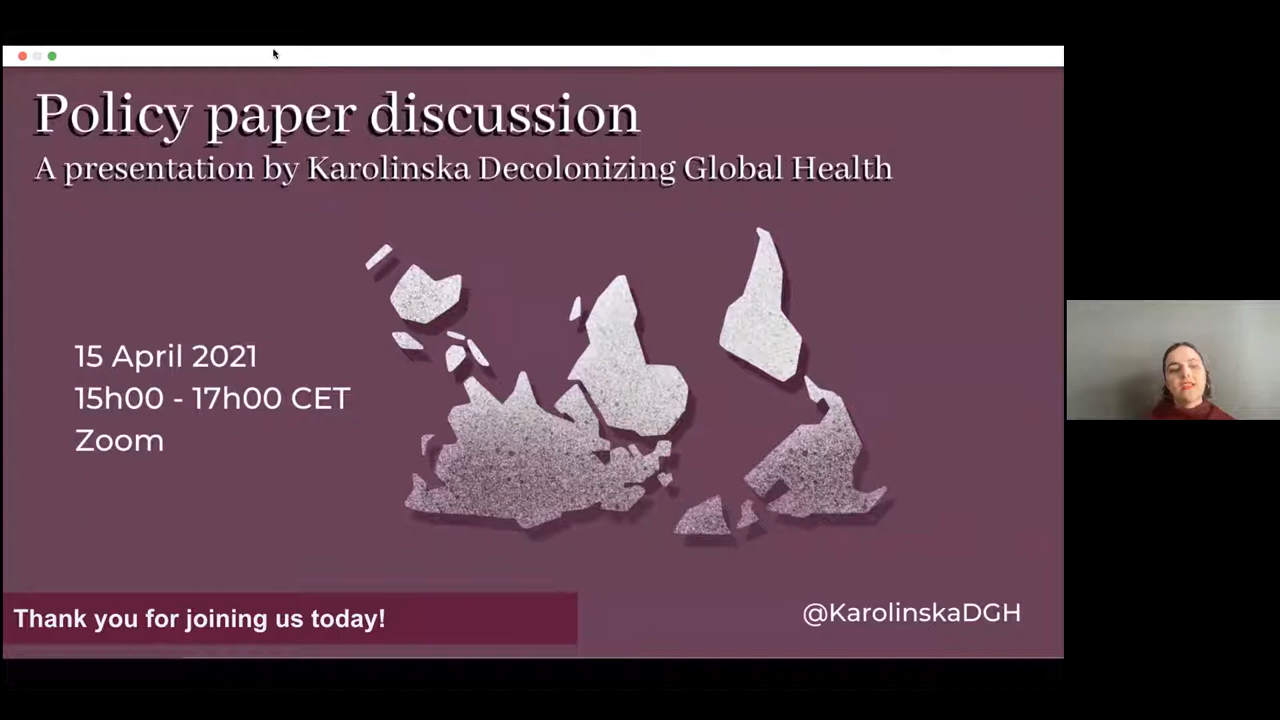 Policy paper discussion
A presentation by Karolinska Decolonizing Global Health
15 April 2021
15h00 - 17h00 CET
Zoom
Thank you for joining us today!
@KarolinskaDGH